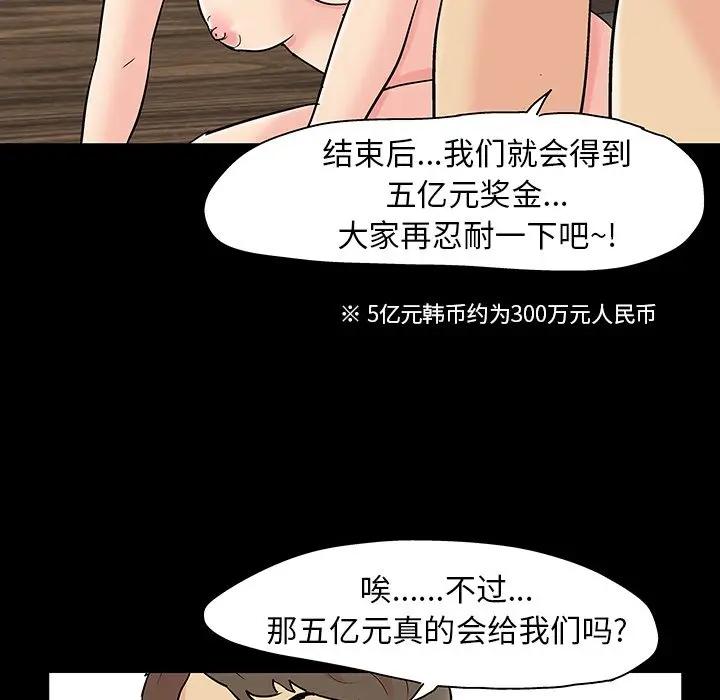 结束后...我们就会得到
五亿元奖金...
大家再忍耐一下吧~!
※ 5亿元韩币约为300万元人民币
唉......不过...
那五亿元真的会给我们吗?